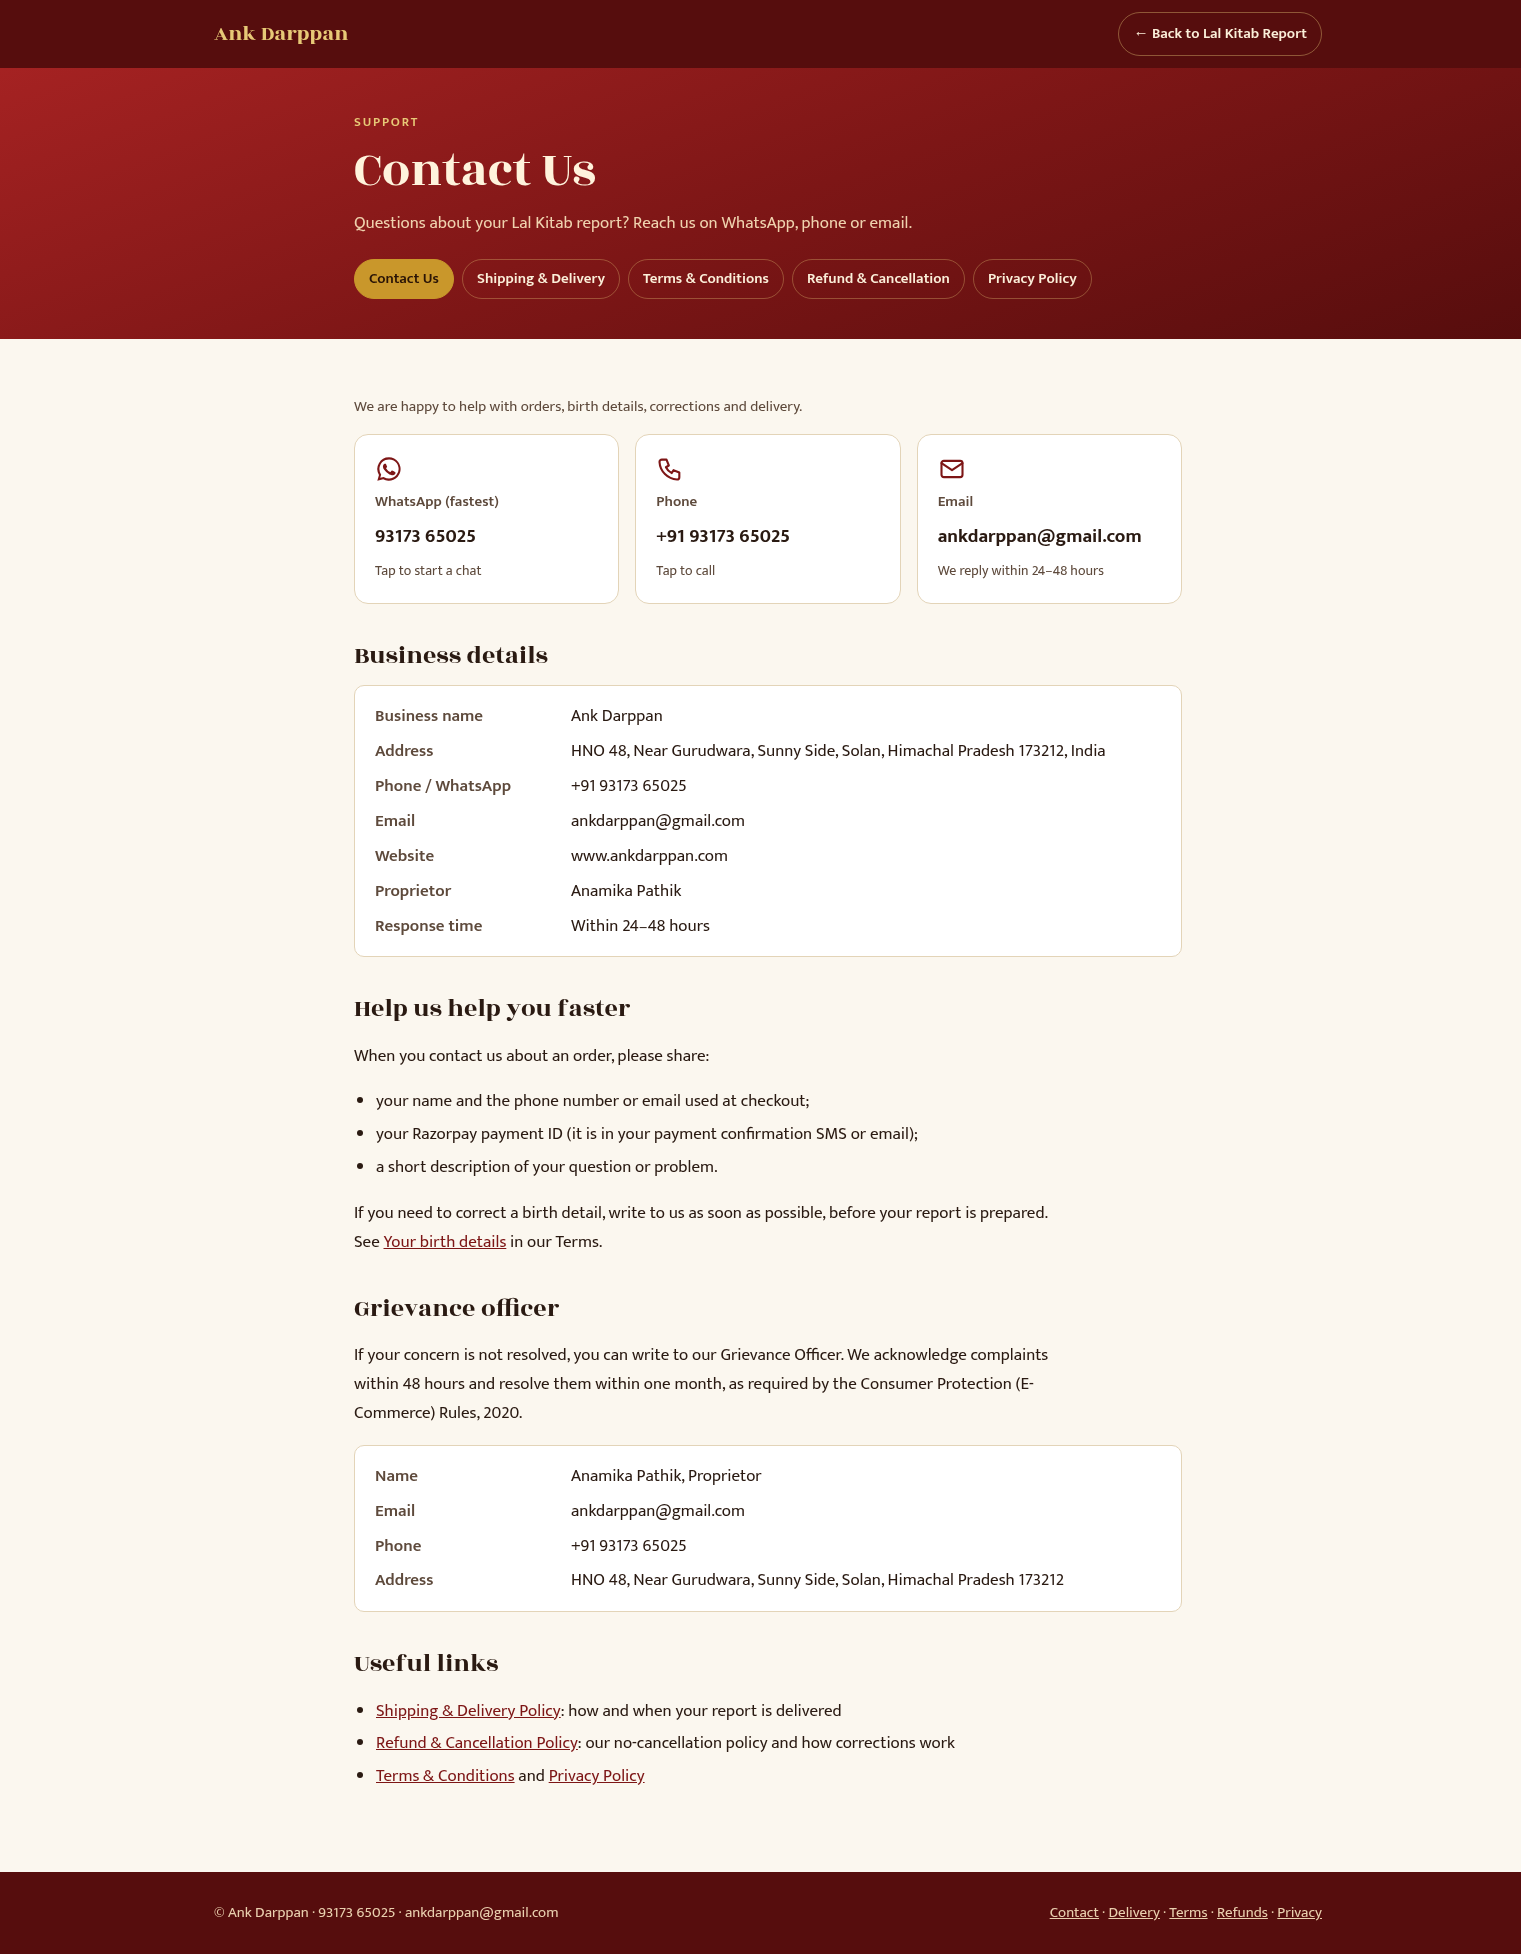 Ank Darppan
← Back to Lal Kitab Report
SUPPORT
Contact Us
Questions about your Lal Kitab report? Reach us on WhatsApp, phone or email.
Contact Us
Shipping & Delivery
Terms & Conditions
Refund & Cancellation
Privacy Policy
We are happy to help with orders, birth details, corrections and delivery.
WhatsApp (fastest)
93173 65025
Tap to start a chat
Phone
+91 93173 65025
Tap to call
Email
ankdarppan@gmail.com
We reply within 24–48 hours
Business details
Business name Ank Darppan
Address HNO 48, Near Gurudwara, Sunny Side, Solan, Himachal Pradesh 173212, India
Phone / WhatsApp +91 93173 65025
Email ankdarppan@gmail.com
Website www.ankdarppan.com
Proprietor Anamika Pathik
Response time Within 24–48 hours
Help us help you faster
When you contact us about an order, please share:
• your name and the phone number or email used at checkout;
• your Razorpay payment ID (it is in your payment confirmation SMS or email);
• a short description of your question or problem.
If you need to correct a birth detail, write to us as soon as possible, before your report is prepared.
See Your birth details in our Terms.
Grievance officer
If your concern is not resolved, you can write to our Grievance Officer. We acknowledge complaints
within 48 hours and resolve them within one month, as required by the Consumer Protection (E-
Commerce) Rules, 2020.
Name Anamika Pathik, Proprietor
Email ankdarppan@gmail.com
Phone +91 93173 65025
Address HNO 48, Near Gurudwara, Sunny Side, Solan, Himachal Pradesh 173212
Useful links
• Shipping & Delivery Policy: how and when your report is delivered
• Refund & Cancellation Policy: our no-cancellation policy and how corrections work
• Terms & Conditions and Privacy Policy
© Ank Darppan · 93173 65025 · ankdarppan@gmail.com
Contact · Delivery · Terms · Refunds · Privacy